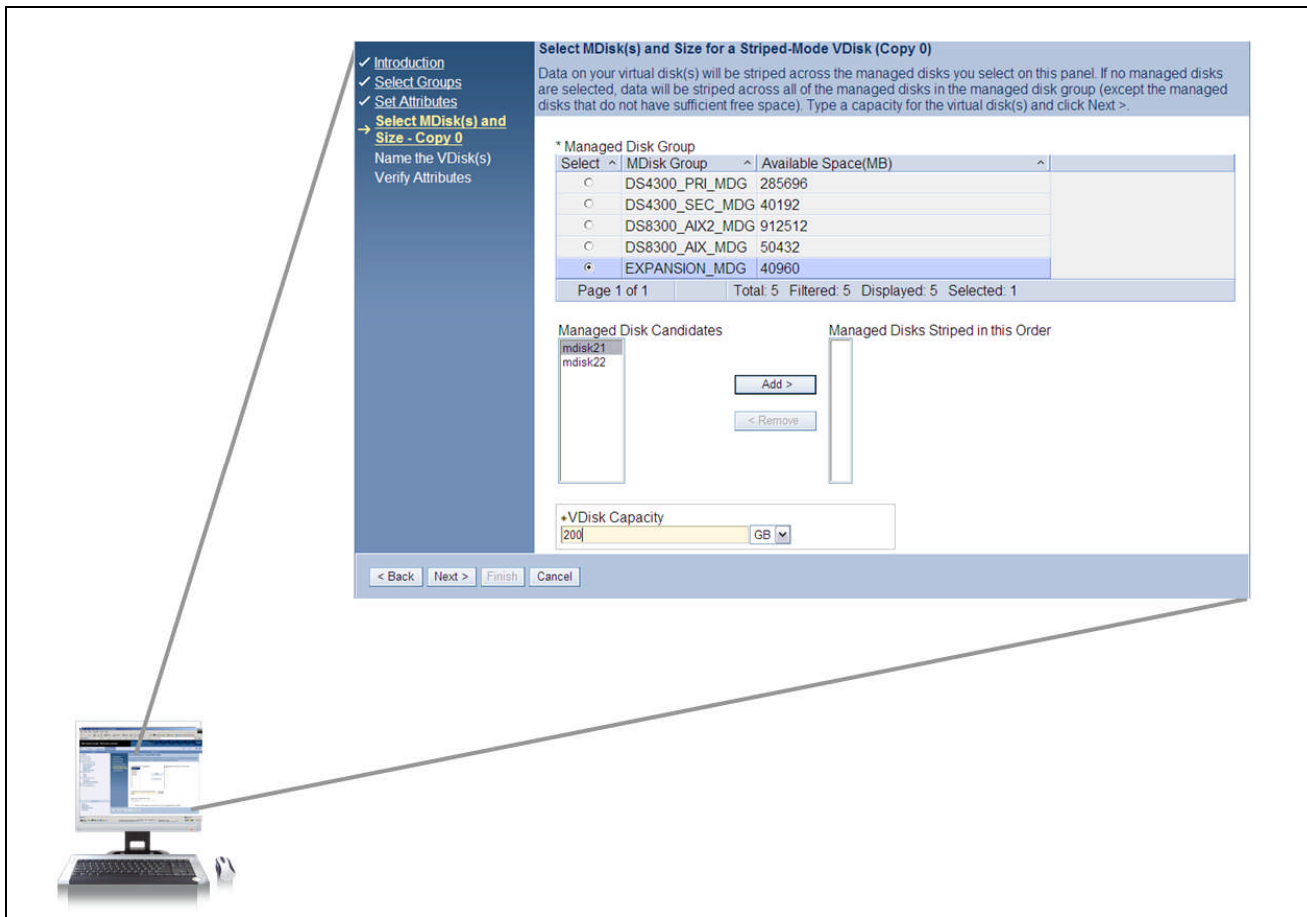 Introduction
Select Groups
Set Attributes
Select MDisk(s) and
Size - Copy 0
Name the VDisk(s)
Verify Attributes
Select MDisk(s) and Size for a Striped-Mode VDisk (Copy 0)
Data on your virtual disk(s) will be striped across the managed disks you select on this panel. If no managed disks
are selected, data will be striped across all of the managed disks in the managed disk group (except the managed
disks that do not have sufficient free space). Type a capacity for the virtual disk(s) and click Next >.
* Managed Disk Group
Select ^ MDisk Group ^ Available Space(MB) ^
DS4300_PRI_MDG 285696
DS4300_SEC_MDG 40192
DS8300_AIX2_MDG 912512
DS8300_AIX_MDG 50432
EXPANSION_MDG 40960
Page 1 of 1 Total: 5 Filtered: 5 Displayed: 5 Selected: 1
Managed Disk Candidates Managed Disks Striped in this Order
mdisk21
mdisk22
Add >
< Remove
*VDisk Capacity
200 GB
< Back Next > Finish Cancel